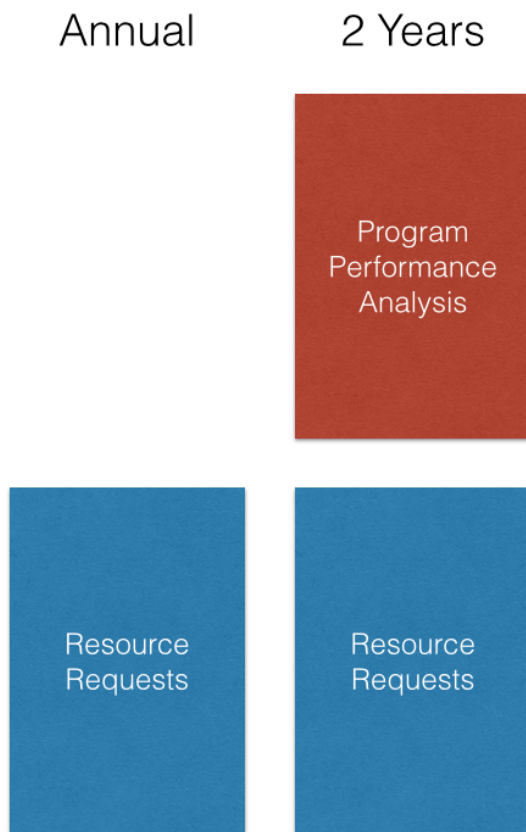 Annual
2 Years
Program
Performance
Analysis
Resource
Requests
Resource
Requests